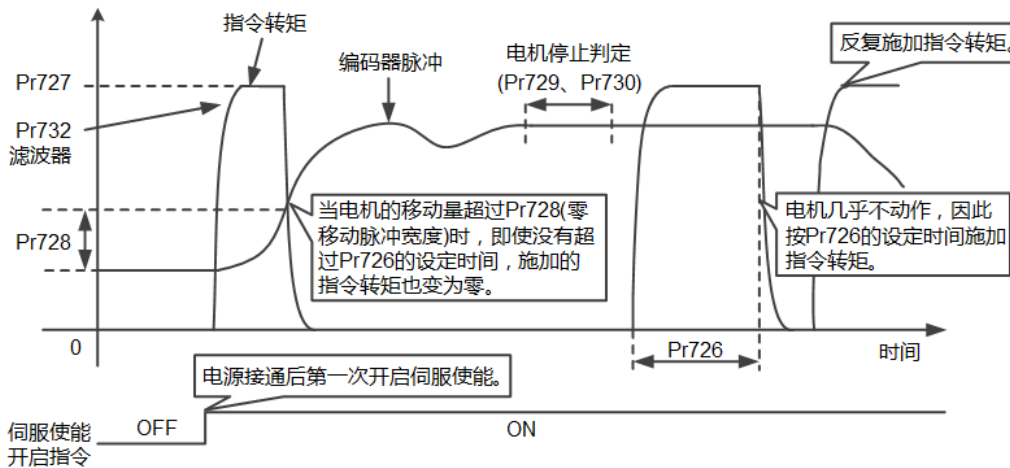 指令转矩
Pr727
编码器脉冲
电机停止判定
(Pr729、Pr730)
反复施加指令转矩。
Pr732
滤波器
Pr728
当电机的移动量超过Pr728(零
移动脉冲宽度)时，即使没有超
过Pr726的设定时间，施加的
指令转矩也变为零。
电机几乎不动作，因此
按Pr726的设定时间施加
指令转矩。
0
Pr726
时间
电源接通后第一次开启伺服使能。
伺服使能
开启指令
OFF
ON